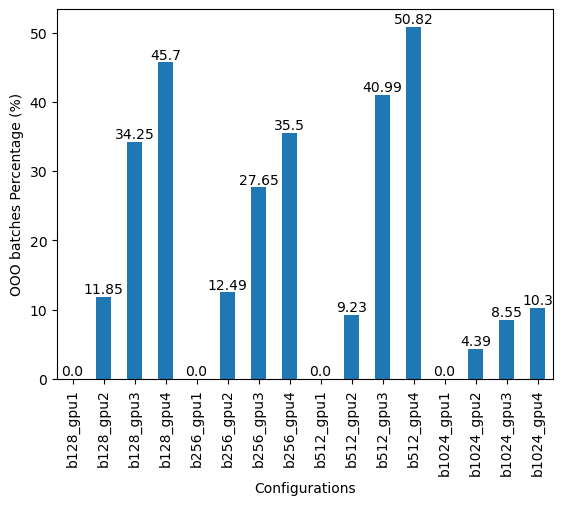 OOO batches Percentage (%)
50
40
30
20
10
0
0.0
11.85
34.25
45.7
0.0
12.49
27.65
35.5
0.0
9.23
40.99
50.82
0.0
4.39
8.55
10.3
b128_gpu1
b128_gpu2
b128_gpu3
b128_gpu4
b256_gpu1
b256_gpu2
b256_gpu3
b256_gpu4
b512_gpu1
b512_gpu2
b512_gpu3
b512_gpu4
b1024_gpu1
b1024_gpu2
b1024_gpu3
b1024_gpu4
Configurations